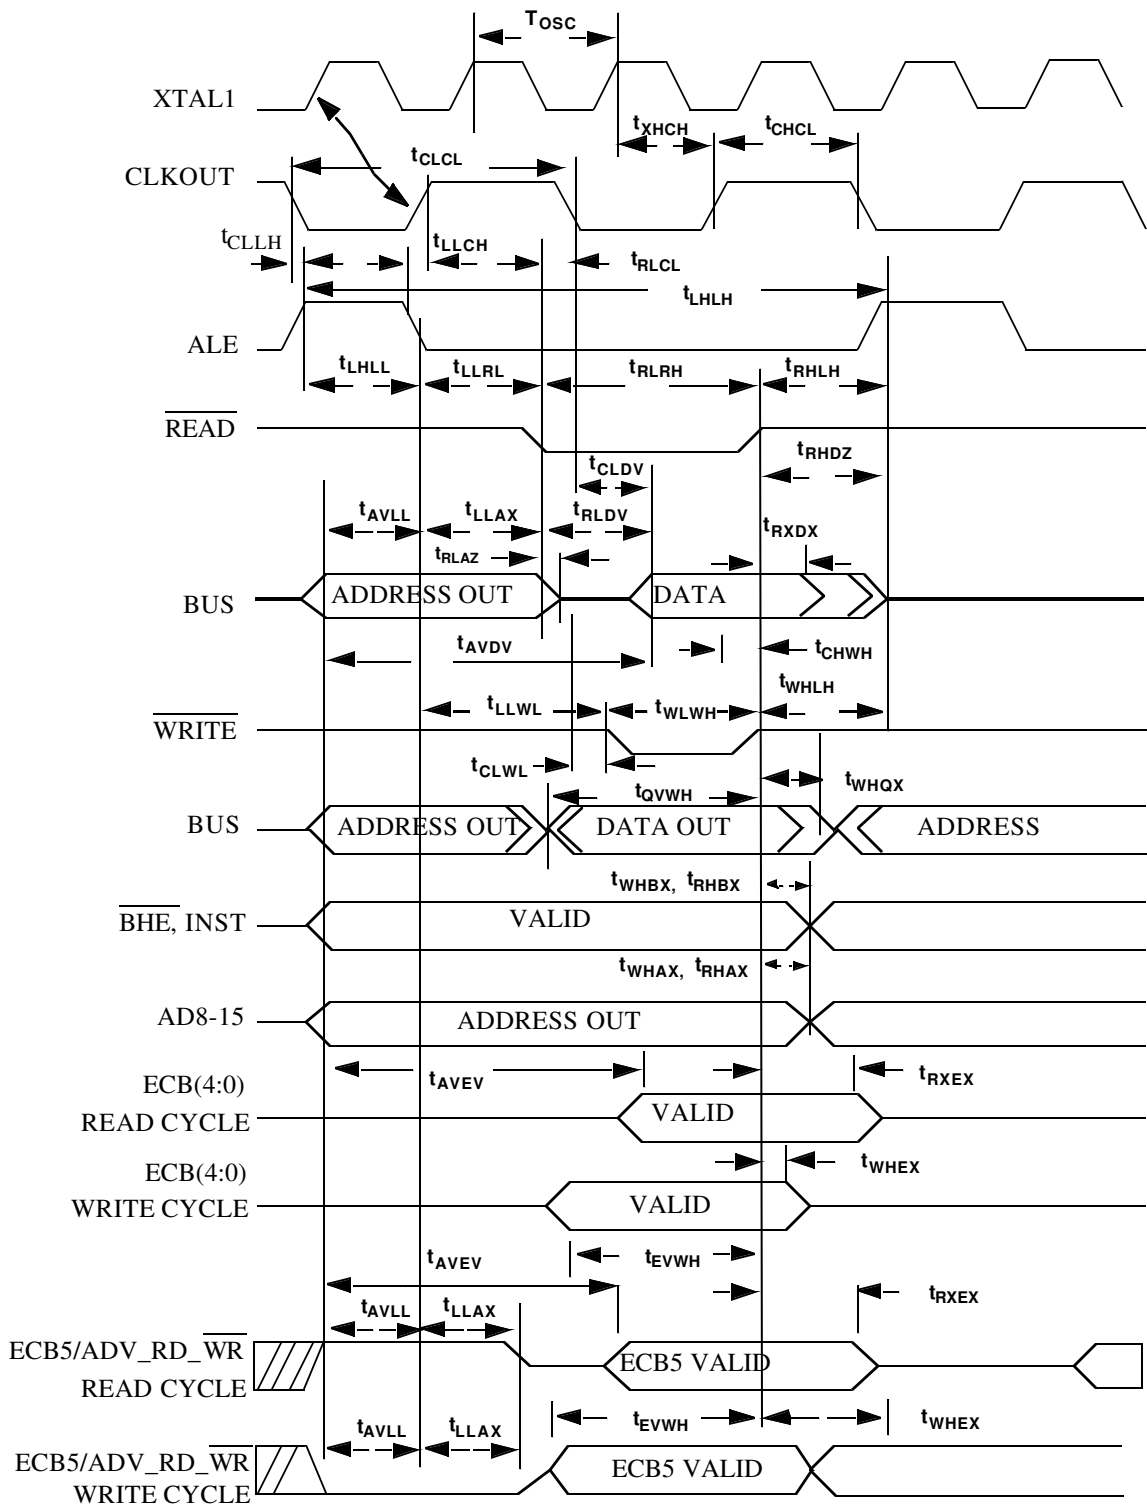 TOSC
XTAL1
tXHCH
tCHCL
tCLCL
CLKOUT
tCLLH
tLLCH
tRLCL
tLHLH
ALE
tLHLL
tLLRL
tRLRH
tRHLH
READ
tRHDZ
tCLDV
tAVLL
tLLAX
tRLDV
tRXDX
tRLAZ
BUS
ADDRESS OUT
DATA
tAVDV
tCHWH
tLLWL
tWLWH
tWHLH
WRITE
tCLWL
tQVWH
tWHQX
BUS
ADDRESS OUT
DATA OUT
ADDRESS
tWHBX, tRHBX
BHE, INST
VALID
tWHAX, tRHAX
AD8-15
ADDRESS OUT
tAVEV
tRXEX
ECB(4:0)
READ CYCLE
VALID
tWHEX
ECB(4:0)
WRITE CYCLE
VALID
tAVEV
tEVWH
tRXEX
tAVLL
tLLAX
ECB5/ADV_RD_WR
READ CYCLE
ECB5 VALID
tEVWH
tWHEX
tAVLL
tLLAX
ECB5/ADV_RD_WR
WRITE CYCLE
ECB5 VALID